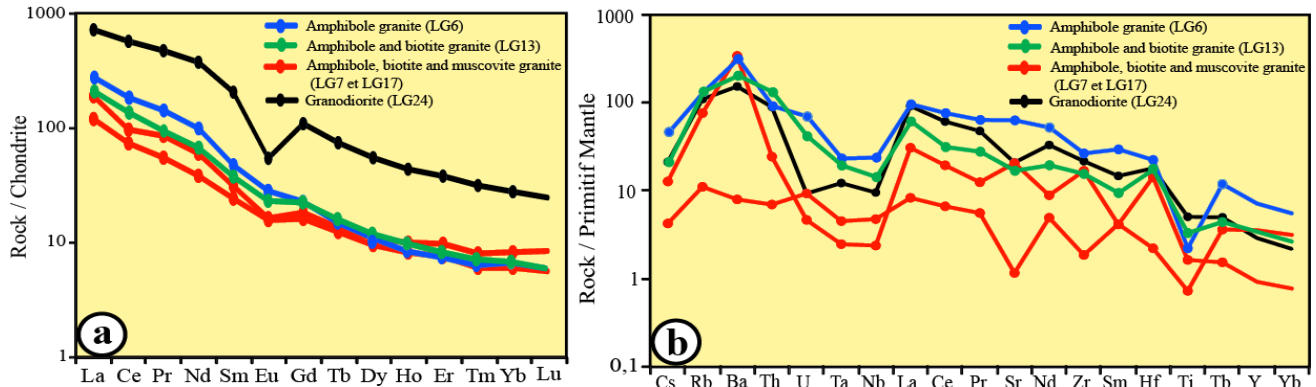 1000
100
10
1
Rock / Chondrite
Amphibole granite (LG6)
Amphibole and biotite granite (LG13)
Amphibole, biotite and muscovite granite
(LG7 et LG17)
Granodiorite (LG24)
a
La Ce Pr Nd Sm Eu Gd Tb Dy Ho Er Tm Yb Lu
1000
100
10
1
0,1
Rock / Primitif Mantle
Amphibole granite (LG6)
Amphibole and biotite granite (LG13)
Amphibole, biotite and muscovite granite
(LG7 et LG17)
Granodiorite (LG24)
b
Cs Rb Ba Th U Ta Nb La Ce Pr Sr Nd Zr Sm Hf Ti Tb Y Yb